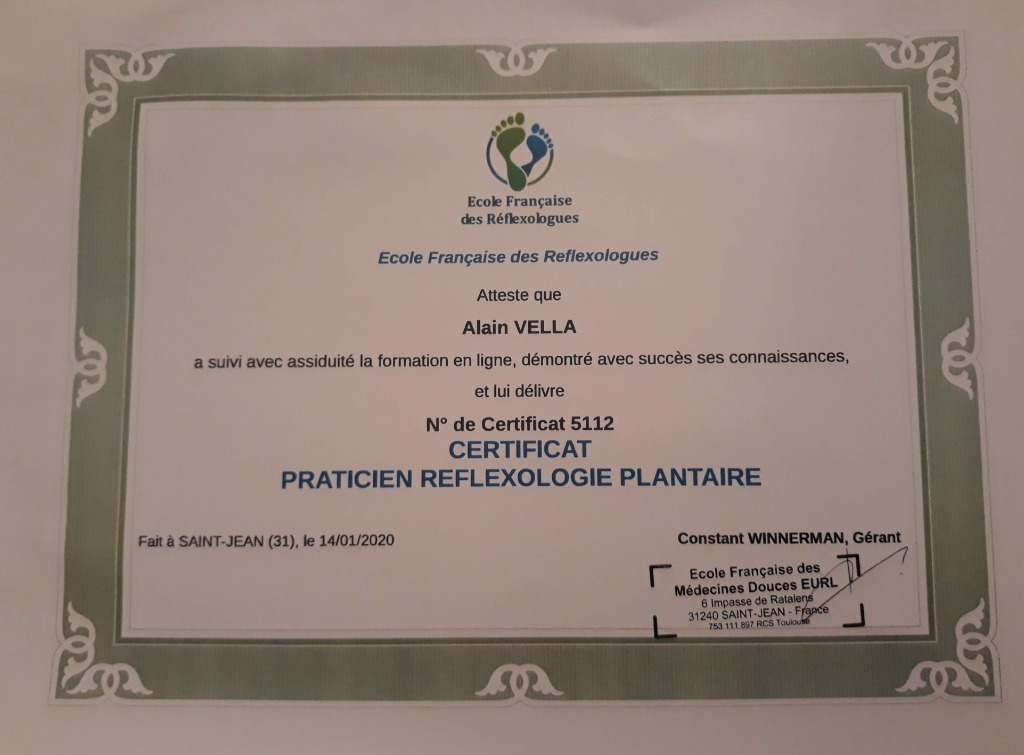 Ecole Française
des Réflexologues
Ecole Française des Reflexologues
Atteste que
Alain VELLA
a suivi avec assiduité la formation en ligne, démontré avec succès ses connaissances,
et lui délivre
N° de Certificat 5112
CERTIFICAT
PRATICIEN REFLEXOLOGIE PLANTAIRE
Fait à SAINT-JEAN (31), le 14/01/2020
Constant WINNERMAN, Gérant
Ecole Française des
Médecines Douces EURL
6 Impasse de Ratalens
31240 SAINT-JEAN - France
753 111 897 RCS Toulouse